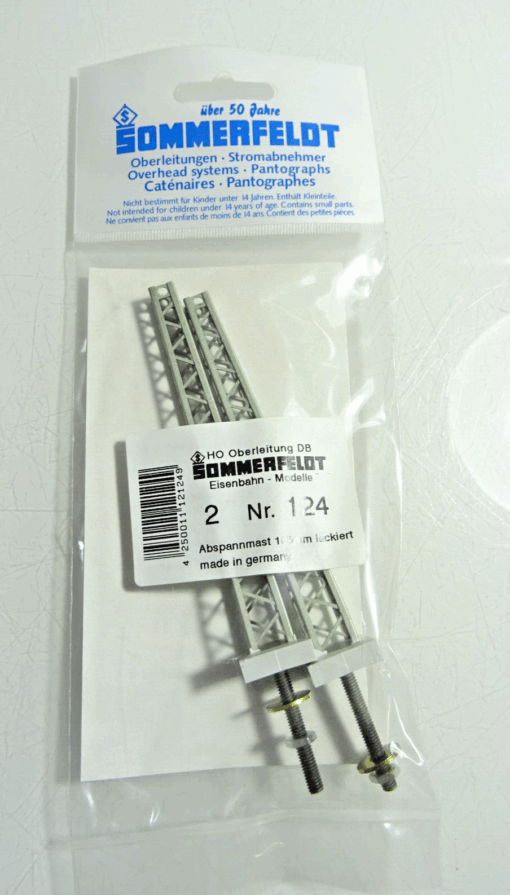 über 50 Jahre
SOMMERFELDT
Oberleitungen · Stromabnehmer
Overhead systems · Pantographs
Caténaires · Pantographes
Nicht bestimmt für Kinder unter 14 Jahren. Enthält Kleinteile.
Not intended for children under 14 years of age. Contains small parts.
Ne convient pas aux enfants de moins de 14 ans. Contient des petites pièces.
HO Oberleitung DB
SOMMERFELDT
Eisenbahn - Modelle
2 Nr. 124
Abspannmast lackiert
made in germany
4 250011 121249